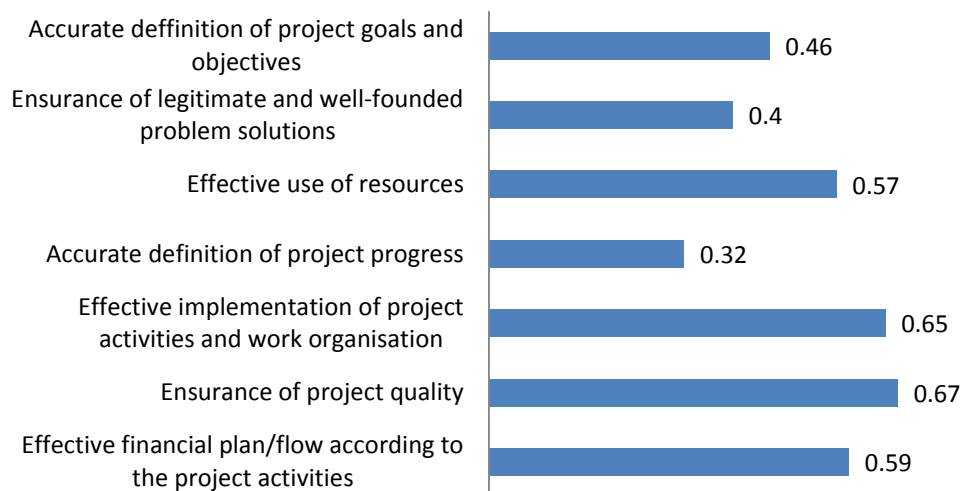 Accurate deffinition of project goals and
objectives
0.46
Ensurance of legitimate and well-founded
problem solutions
0.4
Effective use of resources
0.57
Accurate definition of project progress
0.32
Effective implementation of project
activities and work organisation
0.65
Ensurance of project quality
0.67
Effective financial plan/flow according to
the project activities
0.59